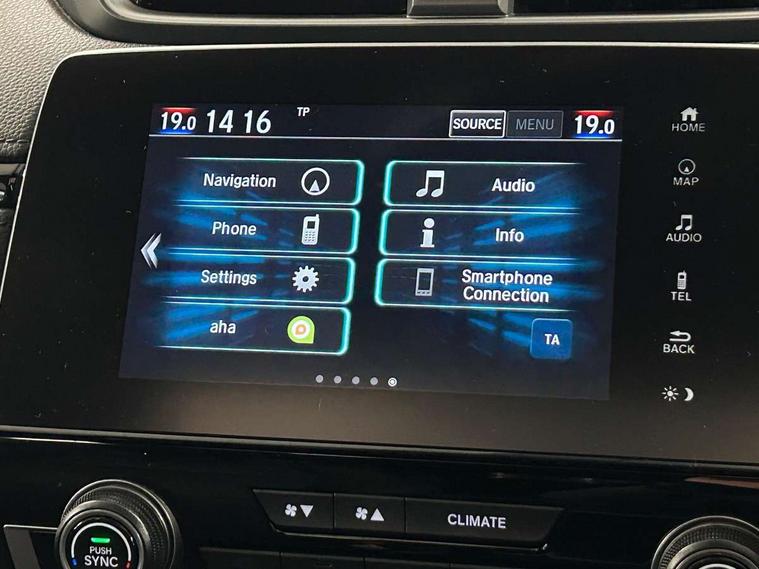 19.0 14 16 TP SOURCE MENU 19.0
Navigation
Audio
Phone
Info
Settings
Smartphone
Connection
aha
TA
HOME
MAP
AUDIO
TEL
BACK
PUSH
SYNC
CLIMATE